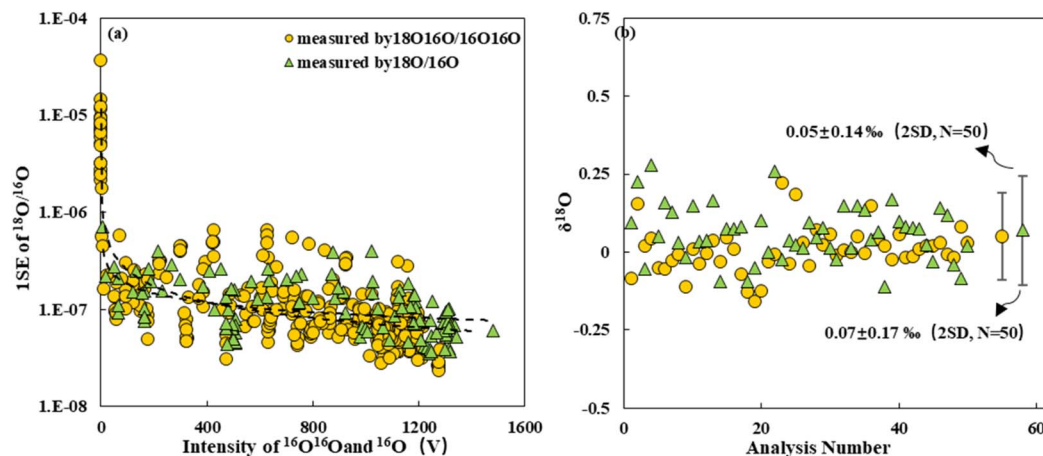 (a)
measured by18O16O/16O16O
measured by18O/16O
1.E-04
1.E-05
1.E-06
1.E-07
1.E-08
1SE of ¹⁸O/¹⁶O
0
400
800
1200
1600
Intensity of ¹⁶O¹⁶Oand ¹⁶O (V)
(b)
0.75
0.5
0.25
0
-0.25
-0.5
δ¹⁸O
0.05±0.14‰ (2SD, N=50)
0.07±0.17‰ (2SD, N=50)
0
20
40
60
Analysis Number